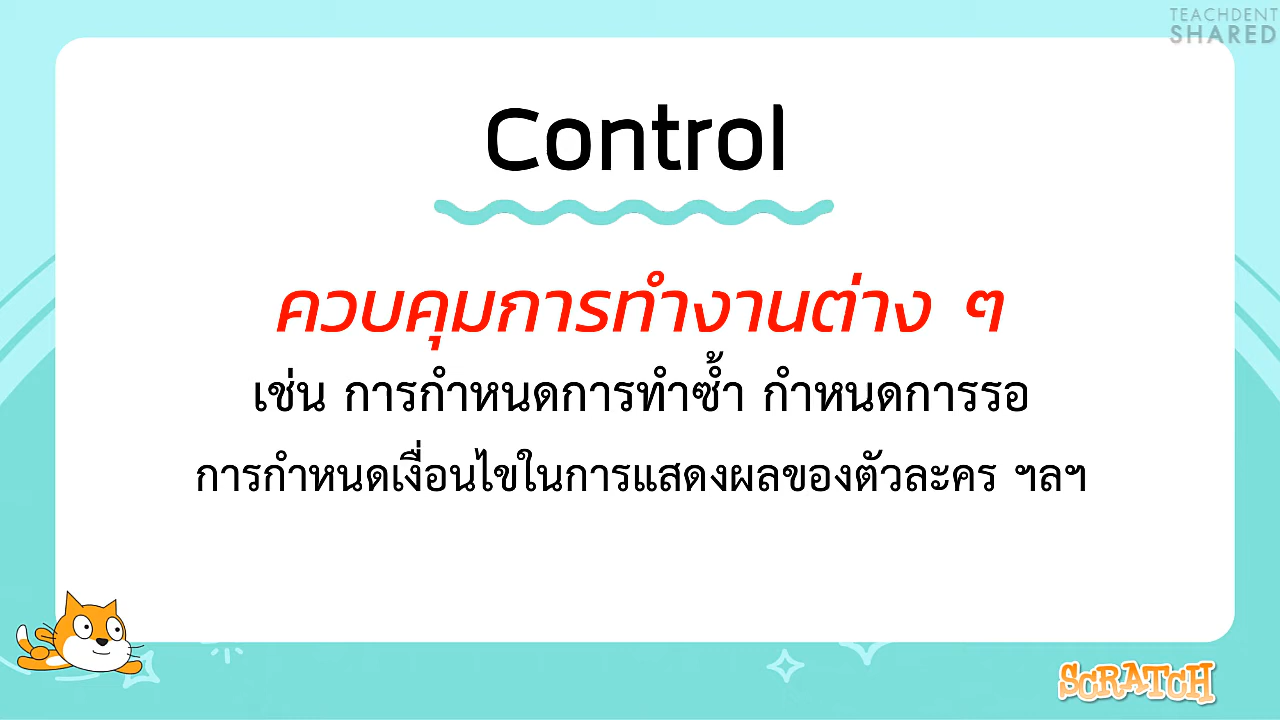 TEACHDENT
SHARED
Control
ควบคุมการทำงานต่าง ๆ
เช่น การกำหนดการทำซ้ำ กำหนดการรอ
การกำหนดเงื่อนไขในการแสดงผลของตัวละคร ฯลฯ
SCRATCH